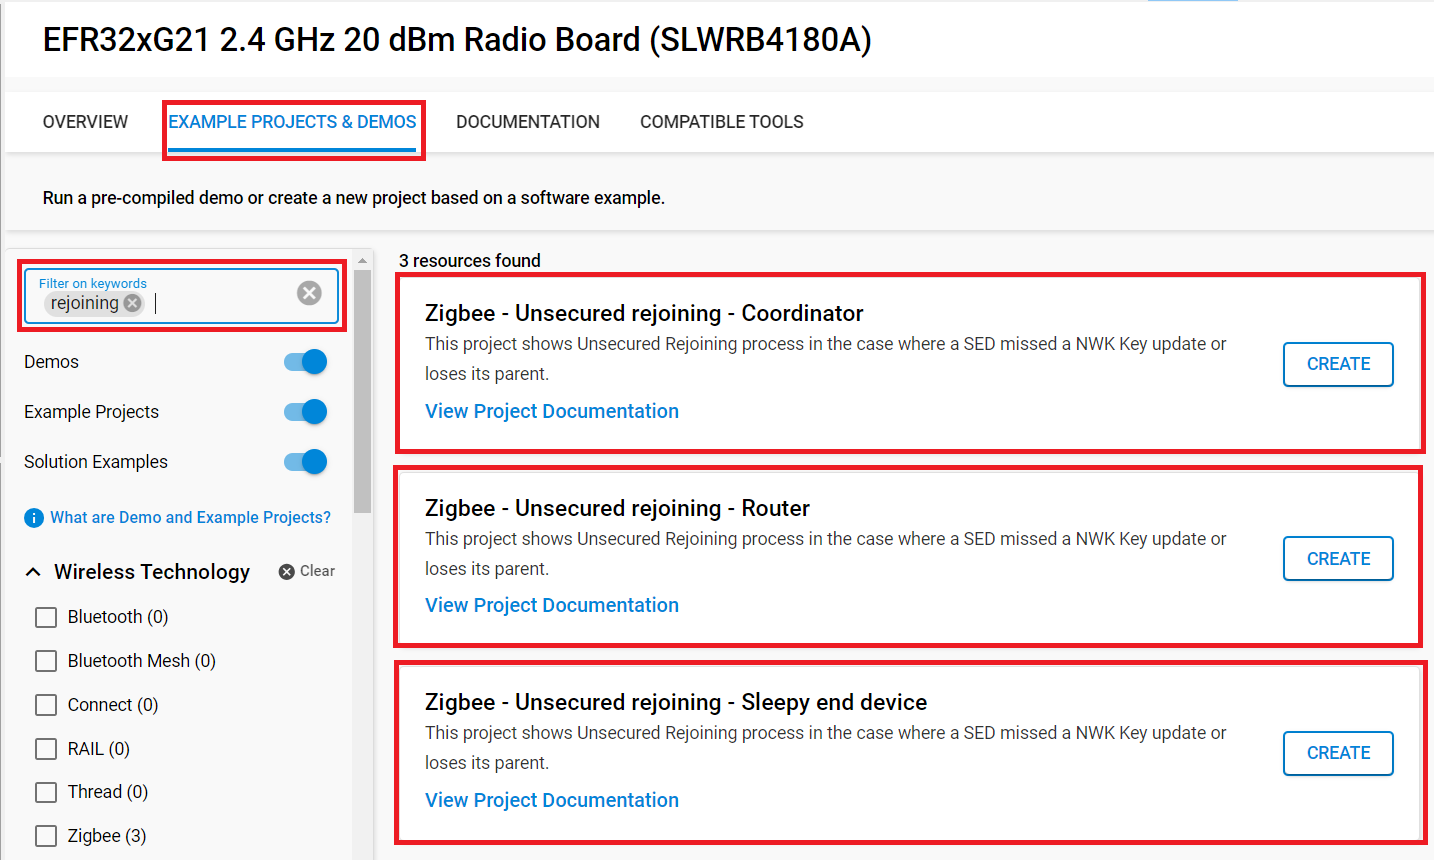 EFR32xG21 2.4 GHz 20 dBm Radio Board (SLWRB4180A)
OVERVIEW
EXAMPLE PROJECTS & DEMOS
DOCUMENTATION
COMPATIBLE TOOLS
Run a pre-compiled demo or create a new project based on a software example.
Filter on keywords
rejoining
Demos
Example Projects
Solution Examples
What are Demo and Example Projects?
Wireless Technology
Clear
Bluetooth (0)
Bluetooth Mesh (0)
Connect (0)
RAIL (0)
Thread (0)
Zigbee (3)
3 resources found
Zigbee - Unsecured rejoining - Coordinator
This project shows Unsecured Rejoining process in the case where a SED missed a NWK Key update or
loses its parent.
View Project Documentation
CREATE
Zigbee - Unsecured rejoining - Router
This project shows Unsecured Rejoining process in the case where a SED missed a NWK Key update or
loses its parent.
View Project Documentation
CREATE
Zigbee - Unsecured rejoining - Sleepy end device
This project shows Unsecured Rejoining process in the case where a SED missed a NWK Key update or
loses its parent.
View Project Documentation
CREATE